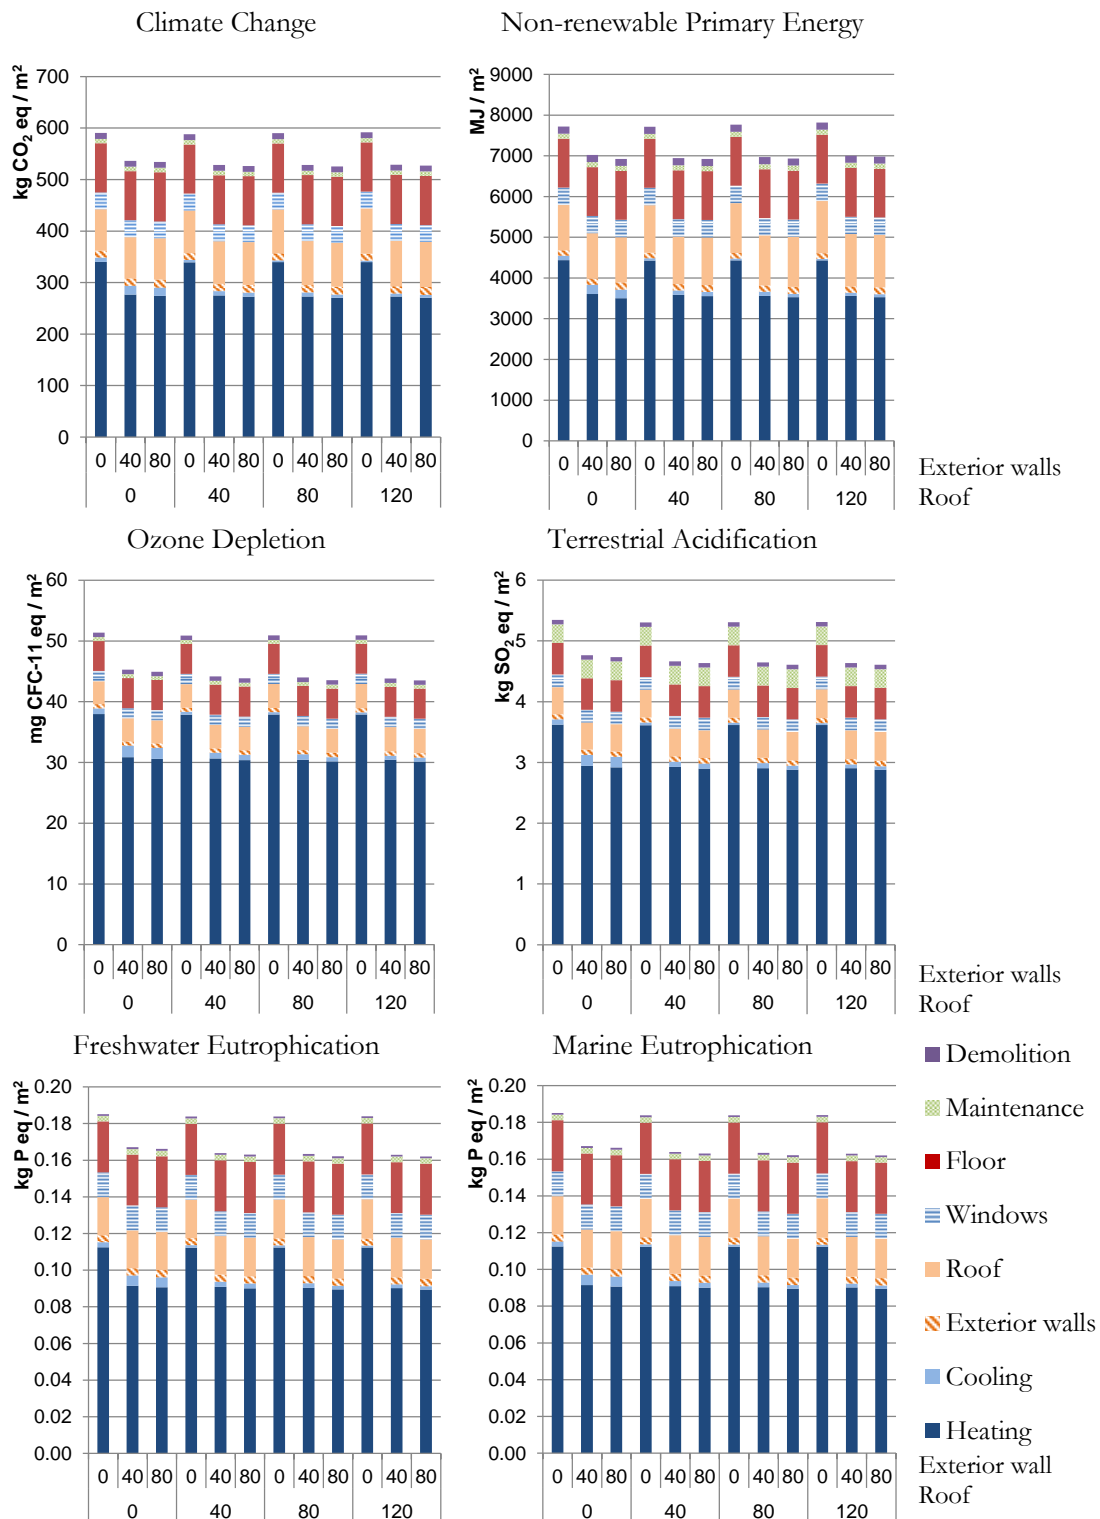 Climate Change
Non-renewable Primary Energy
kg CO₂ eq / m²
700
600
500
400
300
200
100
0
0 40 80 0 40 80 0 40 80 0 40 80
0 40 80 120
MJ / m²
9000
8000
7000
6000
5000
4000
3000
2000
1000
0
0 40 80 0 40 80 0 40 80 0 40 80
0 40 80 120
Exterior walls
Roof
Ozone Depletion
Terrestrial Acidification
mg CFC-11 eq / m²
60
50
40
30
20
10
0
0 40 80 0 40 80 0 40 80 0 40 80
0 40 80 120
kg SO₂ eq / m²
6
5
4
3
2
1
0
0 40 80 0 40 80 0 40 80 0 40 80
0 40 80 120
Exterior walls
Roof
Freshwater Eutrophication
Marine Eutrophication
kg P eq / m²
0.20
0.18
0.16
0.14
0.12
0.10
0.08
0.06
0.04
0.02
0.00
0 40 80 0 40 80 0 40 80 0 40 80
0 40 80 120
kg P eq / m²
0.20
0.18
0.16
0.14
0.12
0.10
0.08
0.06
0.04
0.02
0.00
0 40 80 0 40 80 0 40 80 0 40 80
0 40 80 120
Demolition
Maintenance
Floor
Windows
Roof
Exterior walls
Cooling
Heating
Exterior wall
Roof